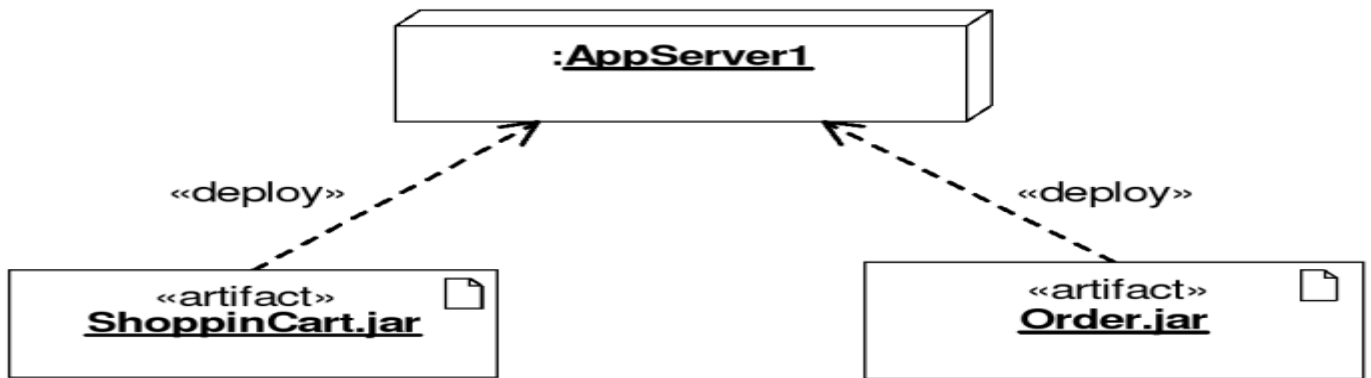 :AppServer1
«deploy»
«deploy»
«artifact»
ShoppinCart.jar
«artifact»
Order.jar